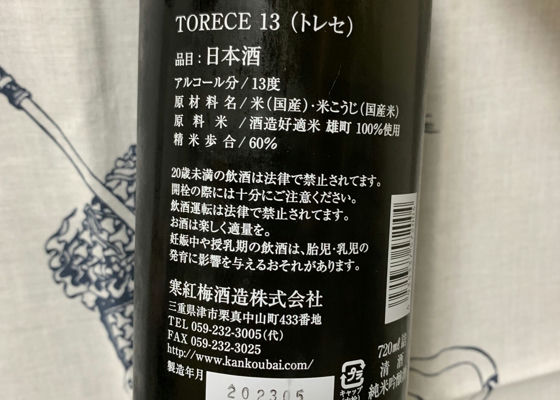 TORECE 13（トレセ）
品目：日本酒
アルコール分／13度
原材料名／米（国産）・米こうじ（国産米）
原料米／酒造好適米 雄町 100%使用
精米歩合／60%
20歳未満の飲酒は法律で禁止されてます。
開栓の際には十分にご注意ください。
飲酒運転は法律で禁止されてます。
お酒は楽しく適量を。
妊娠中や授乳期の飲酒は、胎児・乳児の
発育に影響を与えるおそれがあります。
寒紅梅酒造株式会社
三重県津市栗真中山町433番地
TEL 059-232-3005（代）
FAX 059-232-3025
http://www.kankoubai.com/
製造年月
202305
720ml 詰
清酒
純米吟醸
キャップ